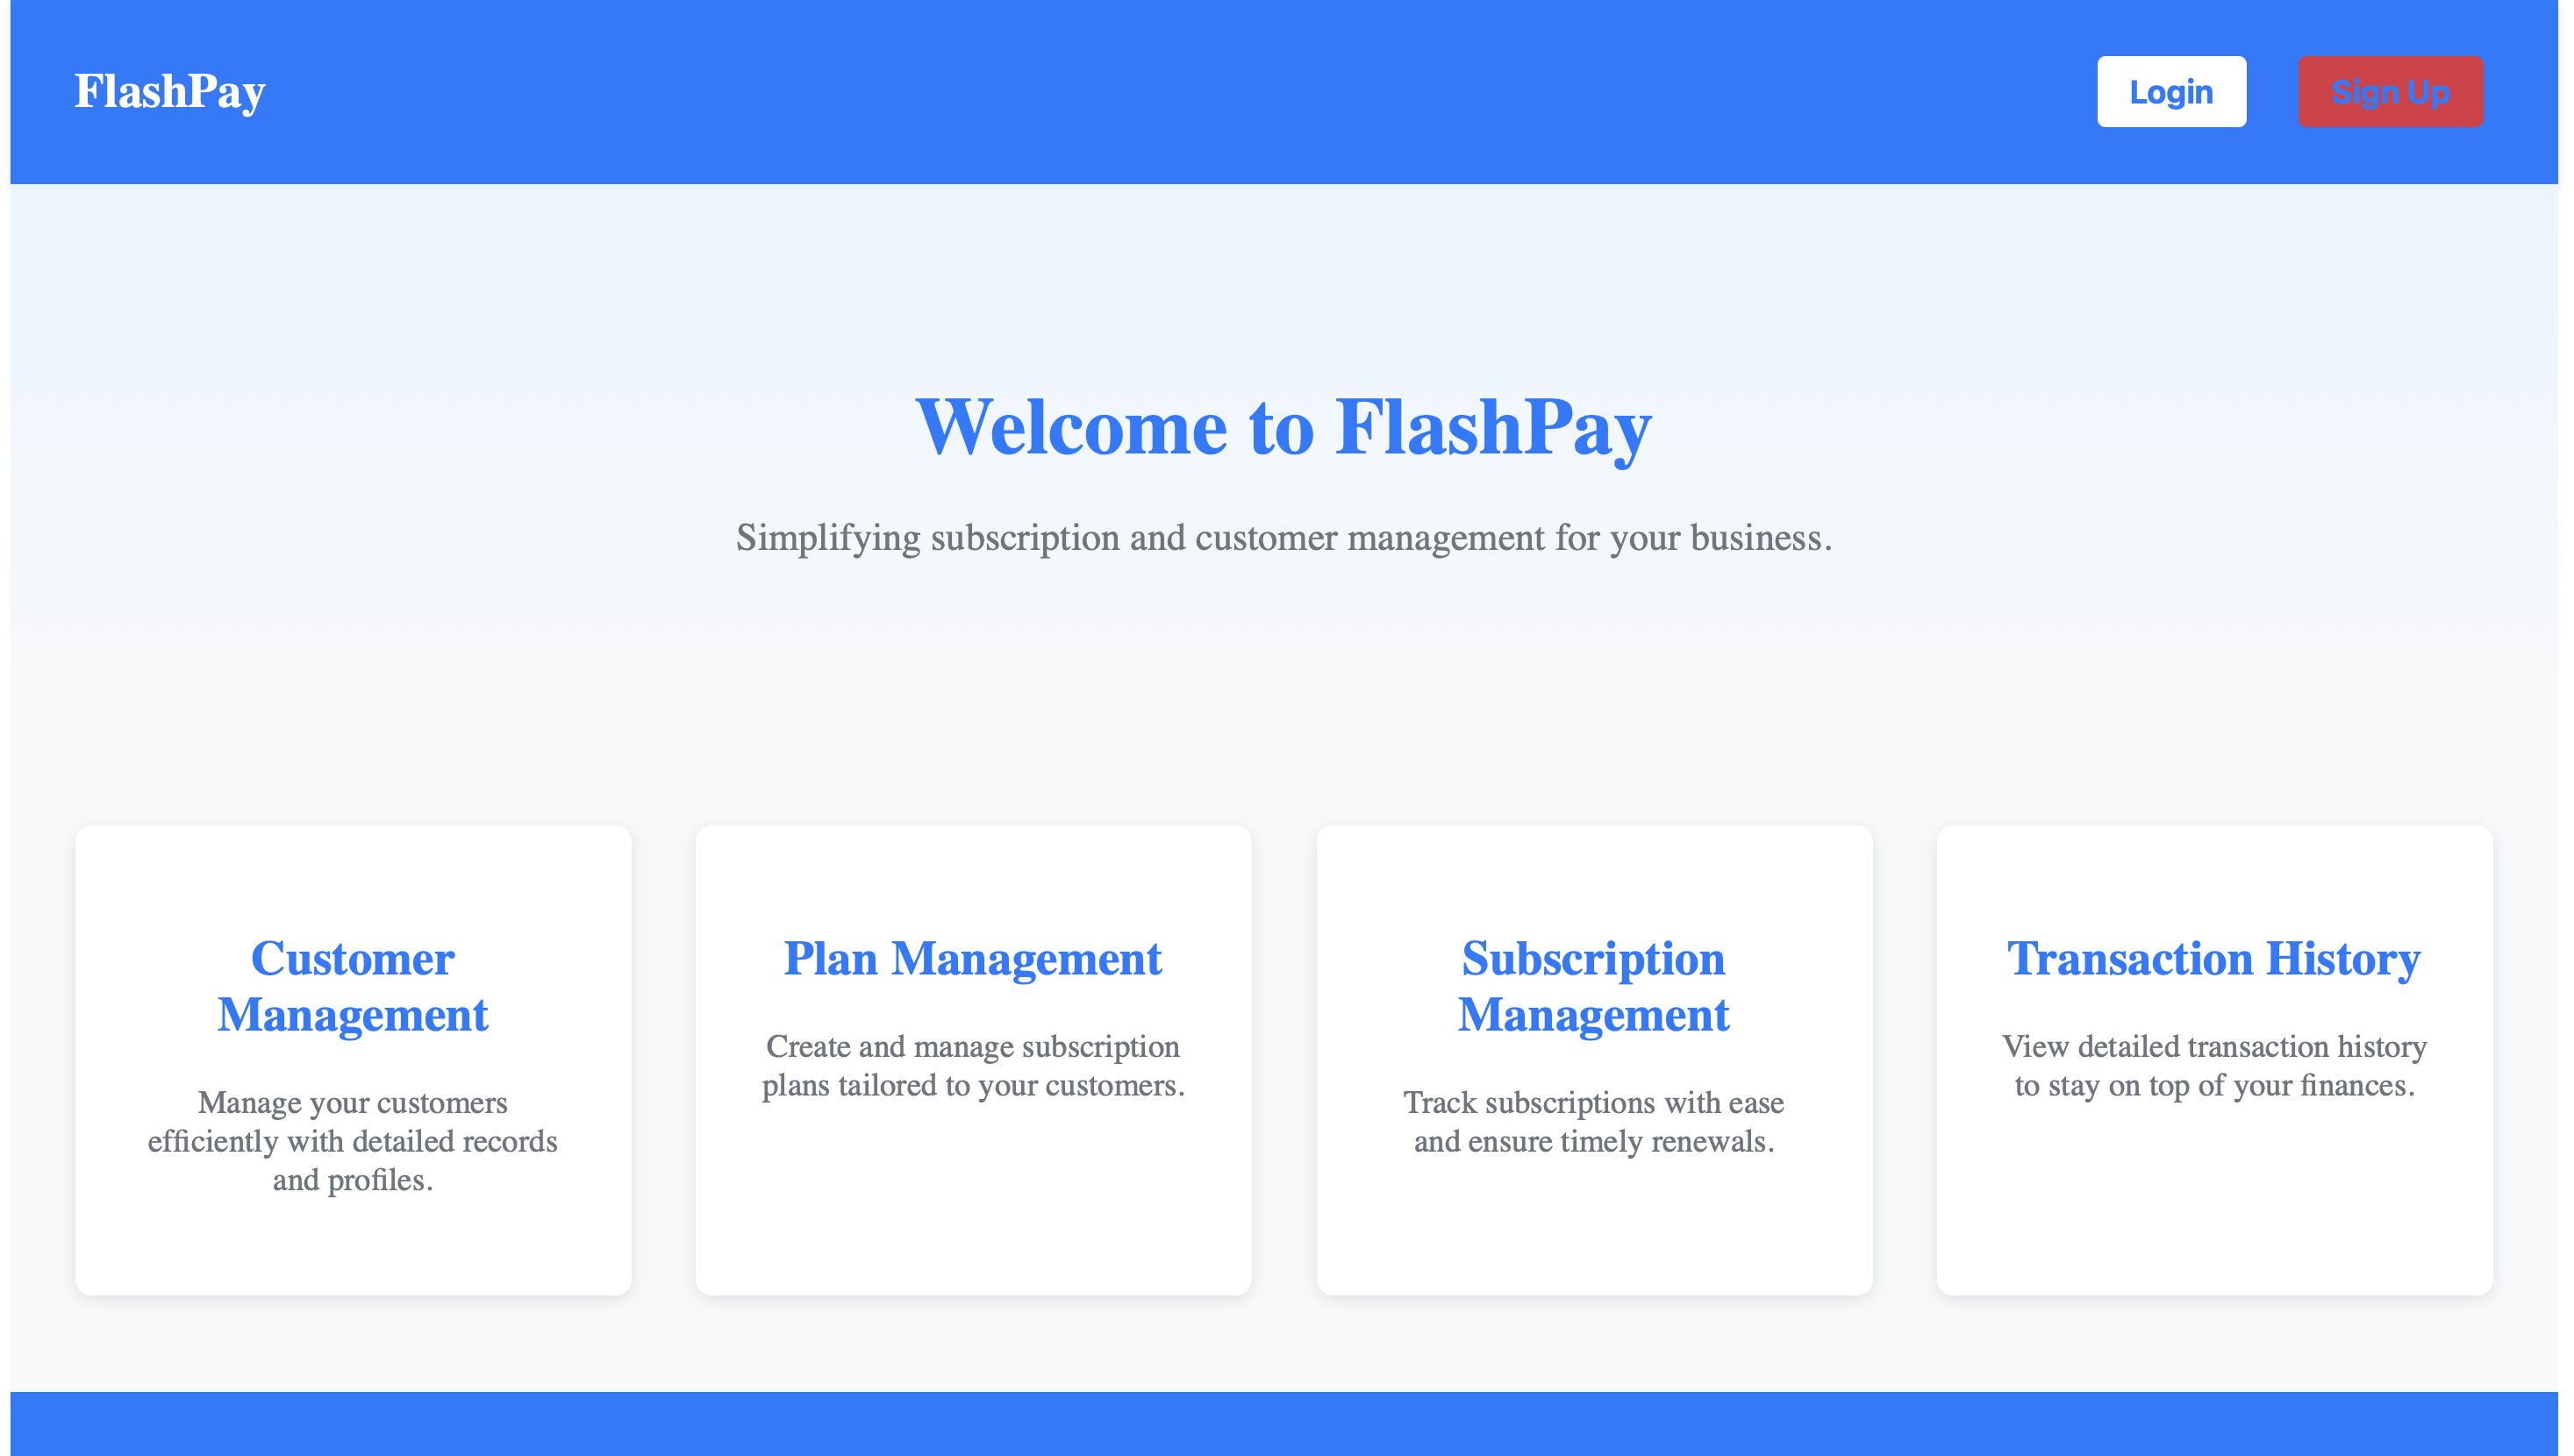 FlashPay
Login
Sign Up
Welcome to FlashPay
Simplifying subscription and customer management for your business.
Customer
Management
Manage your customers
efficiently with detailed records
and profiles.
Plan Management
Create and manage subscription
plans tailored to your customers.
Subscription
Management
Track subscriptions with ease
and ensure timely renewals.
Transaction History
View detailed transaction history
to stay on top of your finances.